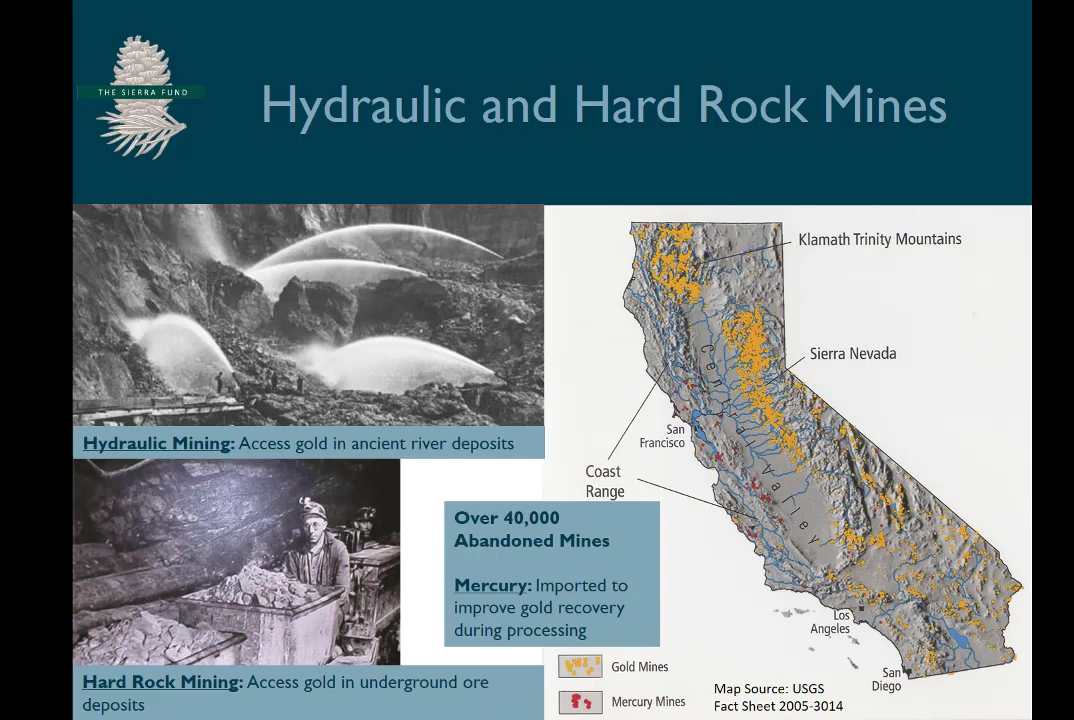 THE SIERRA FUND
Hydraulic and Hard Rock Mines
Hydraulic Mining: Access gold in ancient river deposits
Hard Rock Mining: Access gold in underground ore
deposits
Over 40,000
Abandoned Mines
Mercury: Imported to
improve gold recovery
during processing
Klamath Trinity Mountains
Sierra Nevada
Central Valley
San
Francisco
Coast
Range
Los
Angeles
San
Diego
Gold Mines
Mercury Mines
Map Source: USGS
Fact Sheet 2005-3014